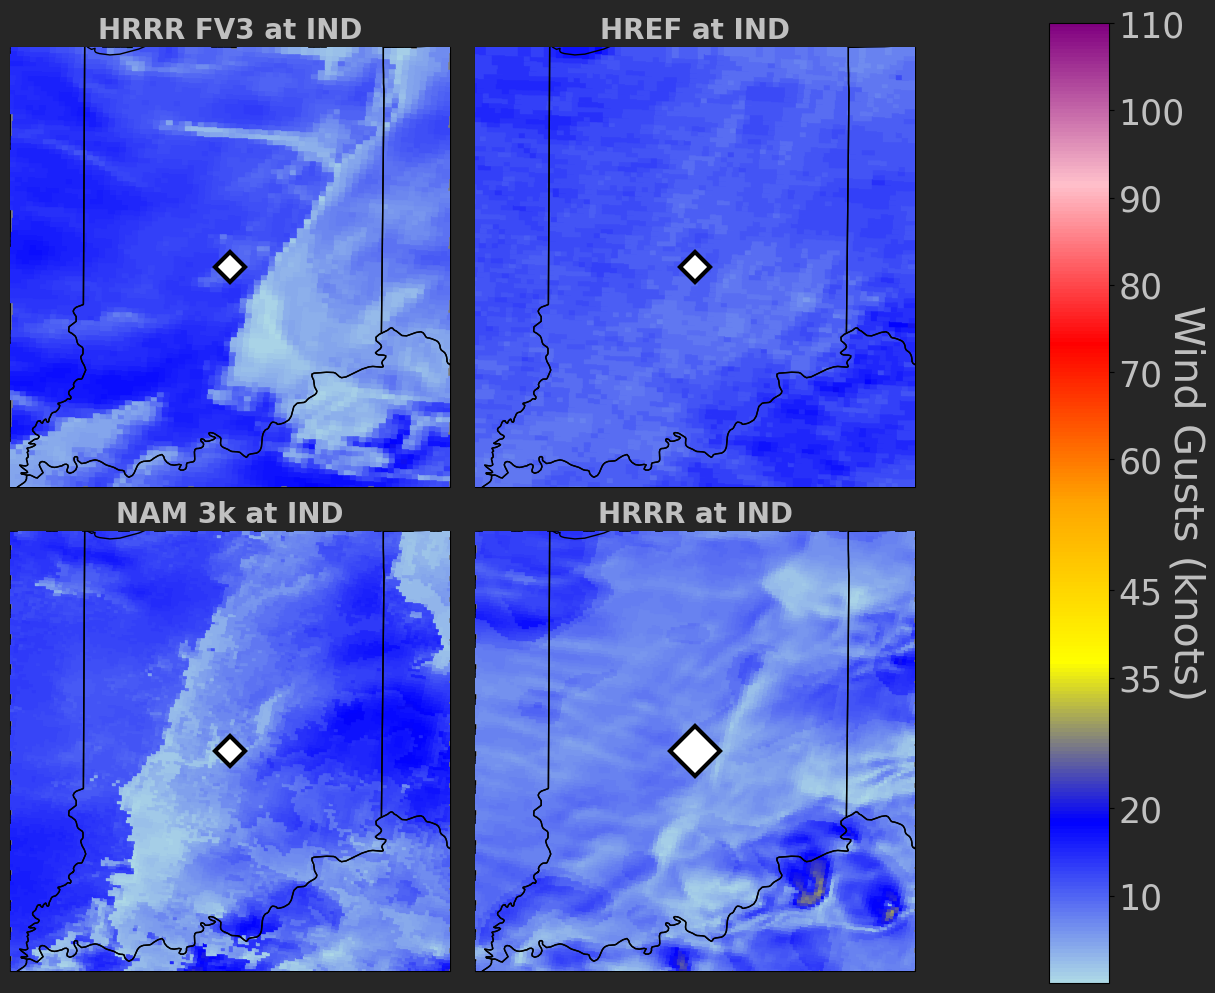 HRRR FV3 at IND
HREF at IND
NAM 3k at IND
HRRR at IND
110
100
90
80
70
60
45
35
20
10
Wind Gusts (knots)